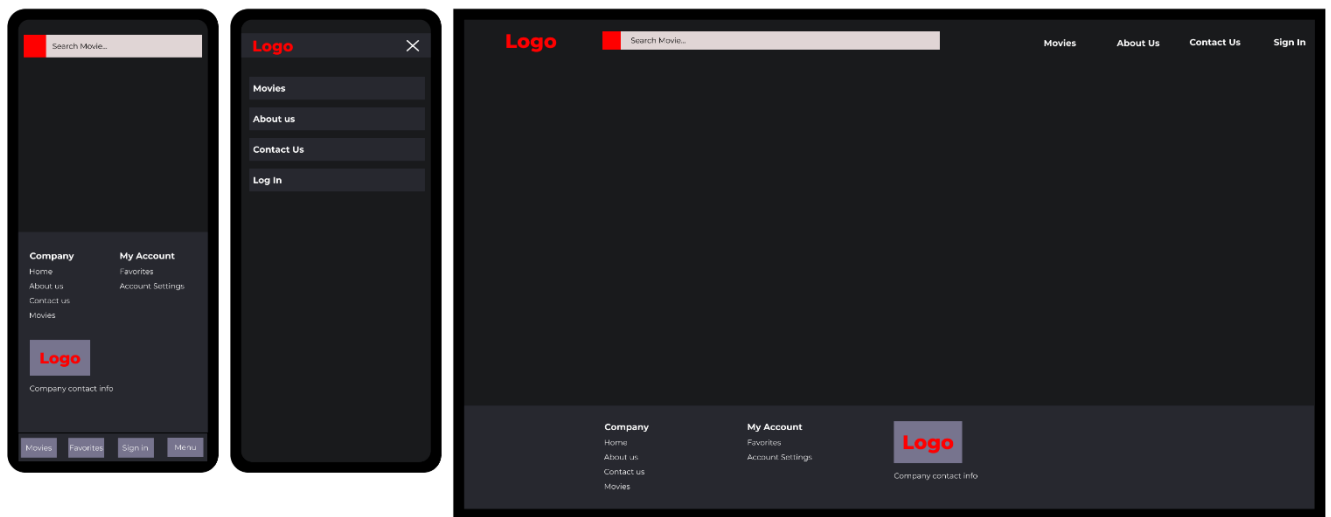 Search Movie...
Company
Home
About us
Contact us
Movies
My Account
Favorites
Account Settings
Logo
Company contact info
Movies
Favorites
Sign in
Menu
Logo
Movies
About us
Contact Us
Log In
Logo
Search Movie...
Movies
About Us
Contact Us
Sign In
Company
Home
About us
Contact us
Movies
My Account
Favorites
Account Settings
Logo
Company contact info